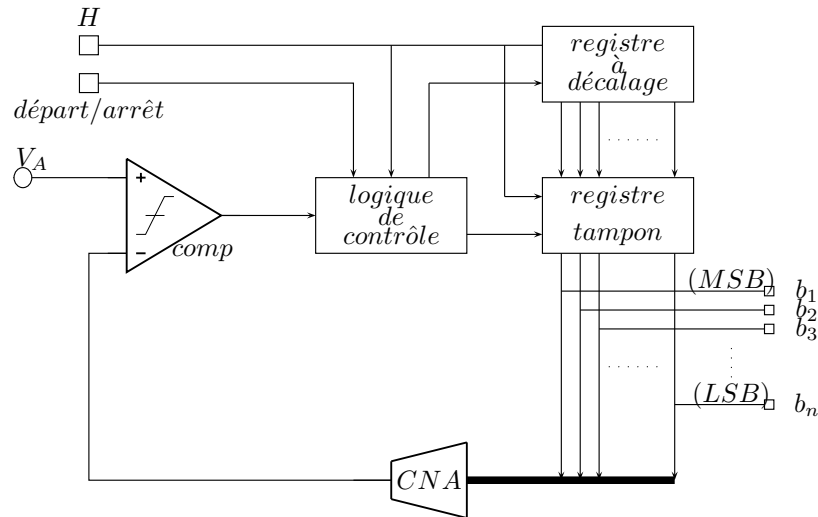 H
départ/arrêt
V_A
+
−
comp
logique
de
contrôle
registre
à
décalage
registre
tampon
(MSB)
b_1
b_2
b_3
(LSB)
b_n
CNA